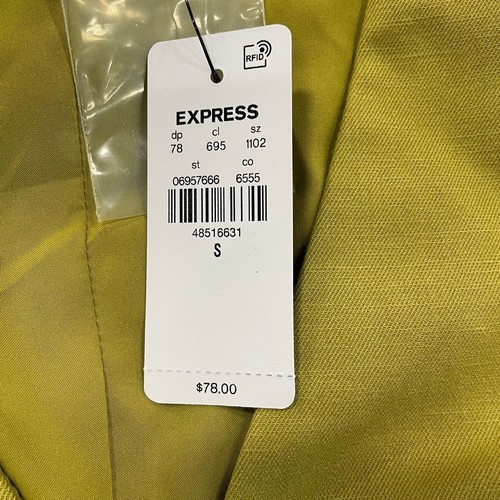 RFID
EXPRESS
dp cl sz
78 695 1102
st co
06957666 6555
48516631
S
$78.00